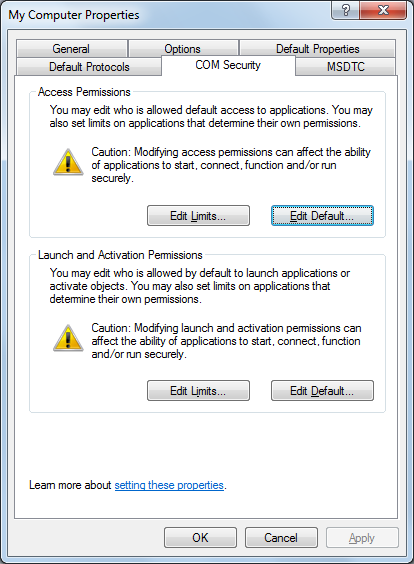 My Computer Properties
?
General Options Default Properties
Default Protocols COM Security MSDTC
Access Permissions
You may edit who is allowed default access to applications. You may
also set limits on applications that determine their own permissions.
Caution: Modifying access permissions can affect the ability
of applications to start, connect, function and/or run
securely.
Edit Limits... Edit Default...
Launch and Activation Permissions
You may edit who is allowed by default to launch applications or
activate objects. You may also set limits on applications that
determine their own permissions.
Caution: Modifying launch and activation permissions can
affect the ability of applications to start, connect, function
and/or run securely.
Edit Limits... Edit Default...
Learn more about setting these properties.
OK Cancel Apply